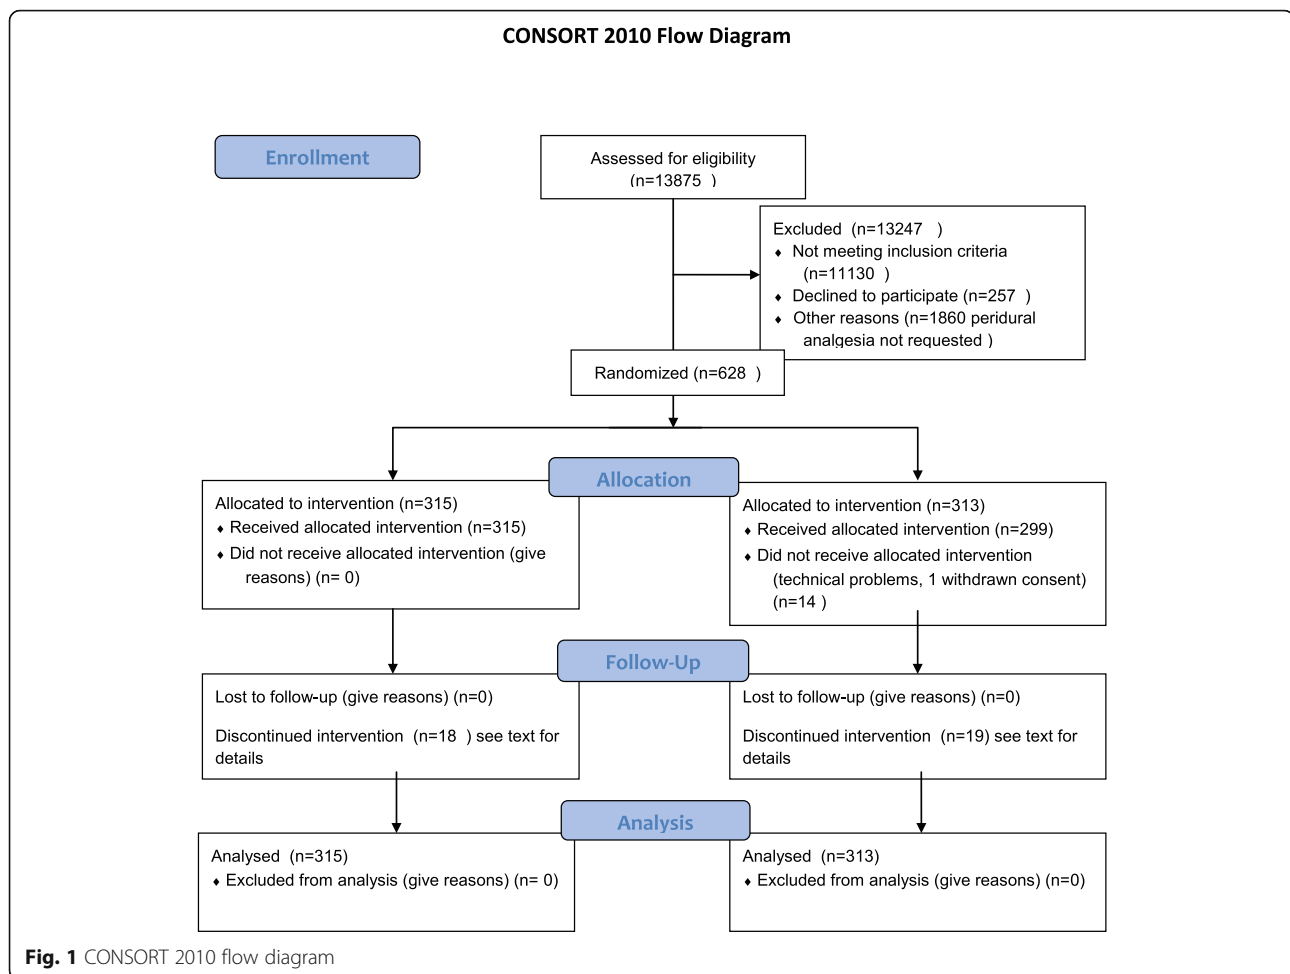 CONSORT 2010 Flow Diagram
Enrollment
Assessed for eligibility
(n=13875 )
Excluded (n=13247 )
♦ Not meeting inclusion criteria
(n=11130 )
♦ Declined to participate (n=257 )
♦ Other reasons (n=1860 peridural
analgesia not requested )
Randomized (n=628 )
Allocation
Allocated to intervention (n=315)
♦ Received allocated intervention (n=315)
♦ Did not receive allocated intervention (give
reasons) (n= 0)
Allocated to intervention (n=313)
♦ Received allocated intervention (n=299)
♦ Did not receive allocated intervention
(technical problems, 1 withdrawn consent)
(n=14 )
Follow-Up
Lost to follow-up (give reasons) (n=0)
Discontinued intervention (n=18 ) see text for
details
Lost to follow-up (give reasons) (n=0)
Discontinued intervention (n=19) see text for
details
Analysis
Analysed (n=315)
♦ Excluded from analysis (give reasons) (n= 0)
Analysed (n=313)
♦ Excluded from analysis (give reasons) (n=0)
Fig. 1 CONSORT 2010 flow diagram